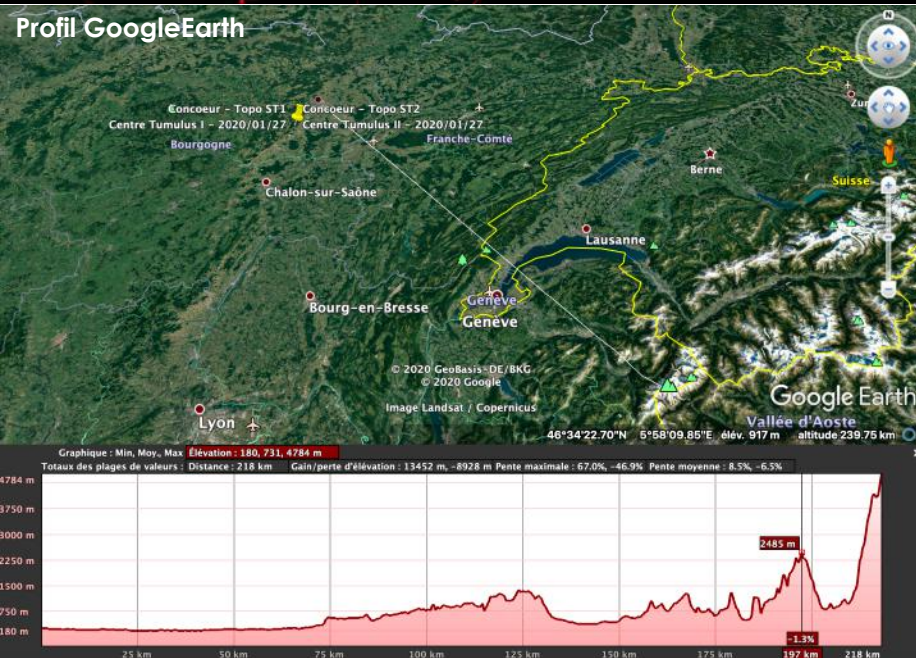 Profil GoogleEarth
N
Concoeur - Topo ST1 Concoeur - Topo ST2
Centre Tumulus I - 2020/01/27 Centre Tumulus II - 2020/01/27
Bourgogne
Franche-Comté
Zur
Berne
Suisse
Chalon-sur-Saône
Lausanne
Bourg-en-Bresse
Genève
Genève
© 2020 GeoBasis-DE/BKG
© 2020 Google
Image Landsat / Copernicus
Google Earth
Lyon
Vallée d'Aoste
46°34'22.70"N 5°58'09.85"E élév. 917 m altitude 239.75 km
Graphique : Min, Moy., Max Élévation : 180, 731, 4784 m
Totaux des plages de valeurs : Distance : 218 km Gain/perte d'élévation : 13452 m, -8928 m Pente maximale : 67.0%, -46.9% Pente moyenne : 8.5%, -6.5%
4784 m
3750 m
3000 m
2485 m
2250 m
1500 m
750 m
180 m
-1.3%
25 km 50 km 75 km 100 km 125 km 150 km 175 km 197 km 218 km